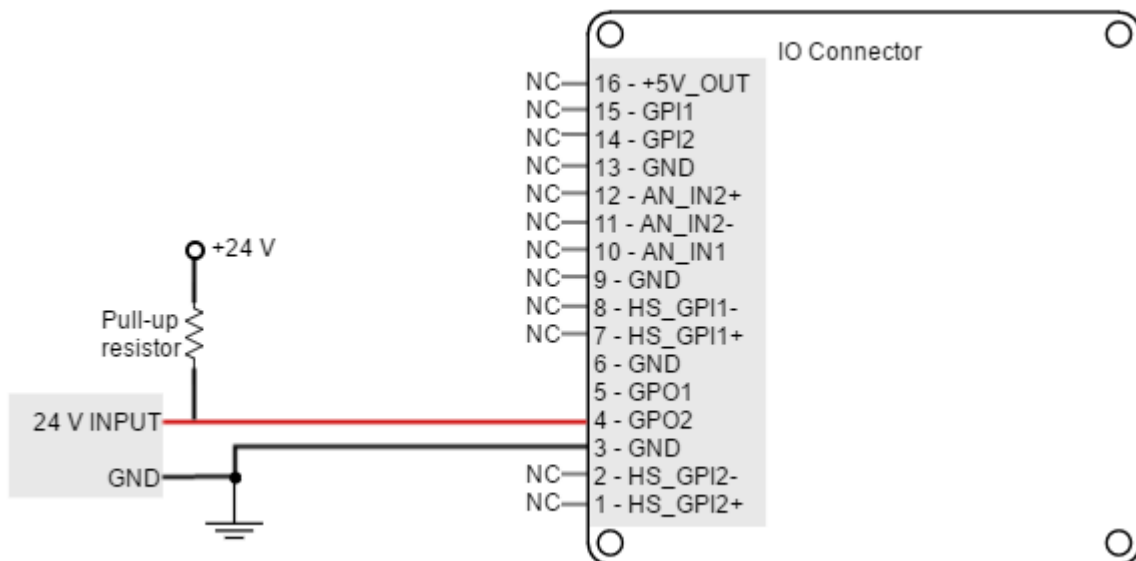 IO Connector
NC 16 - +5V_OUT
NC 15 - GPI1
NC 14 - GPI2
NC 13 - GND
NC 12 - AN_IN2+
NC 11 - AN_IN2-
NC 10 - AN_IN1
NC 9 - GND
NC 8 - HS_GPI1-
NC 7 - HS_GPI1+
6 - GND
5 - GPO1
4 - GPO2
3 - GND
NC 2 - HS_GPI2-
NC 1 - HS_GPI2+
+24 V
Pull-up
resistor
24 V INPUT
GND